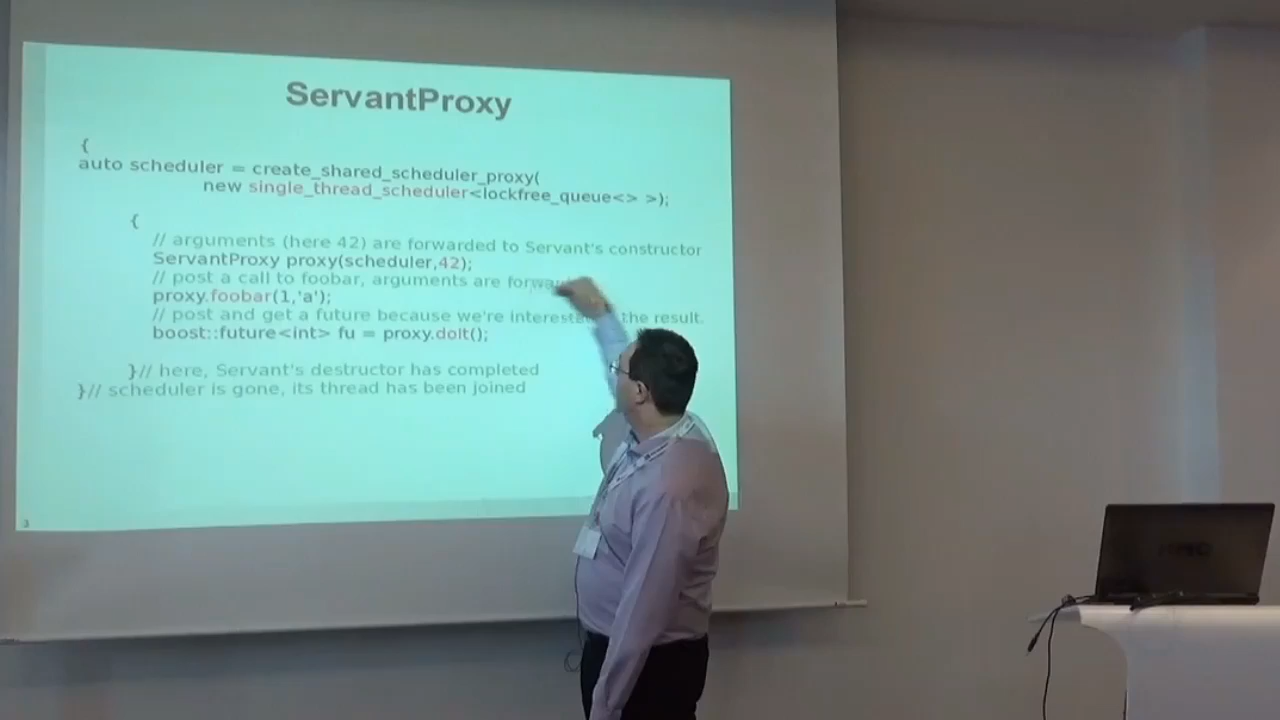 ServantProxy
{
auto scheduler = create_shared_scheduler_proxy(
new single_thread_scheduler<lockfree_queue<> >);
{
// arguments (here 42) are forwarded to Servant's constructor
ServantProxy proxy(scheduler,42);
// post a call to foobar, arguments are
proxy.foobar(1,'a');
// post and get a future because we're the result.
boost::future<int> fu = proxy.doIt();
}// here, Servant's destructor has completed
}// scheduler is gone, its thread has been joined
3